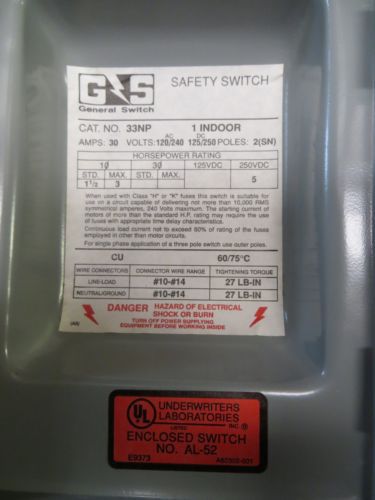 G S
General Switch
SAFETY SWITCH
CAT. NO. 33NP 1 INDOOR
AMPS: 30 VOLTS: AC 120/240 DC 125/250 POLES: 2(SN)
HORSEPOWER RATING
1Ø 3Ø 125VDC 250VDC
STD. MAX. STD. MAX.
1½ 3 5
When used with Class "H" or "K" fuses this switch is suitable for
use on a circuit capable of delivering not more than 10,000 RMS
symmetrical amperes, 240 Volts maximum. The starting current of
motors of more than the standard H.P. rating may require the use
of fuses with appropriate time delay characteristics.
Continuous load current not to exceed 80% of the rating of the fuses
employed in other than motor circuits.
For single phase application of a three pole switch use outer poles.
CU 60/75°C
WIRE CONNECTORS CONNECTOR WIRE RANGE TIGHTENING TORQUE
LINE-LOAD #10-#14 27 LB-IN
NEUTRAL/GROUND #10-#14 27 LB-IN
DANGER HAZARD OF ELECTRICAL
SHOCK OR BURN
TURN OFF POWER SUPPLYING
EQUIPMENT BEFORE WORKING INSIDE
UL
UNDERWRITERS
LABORATORIES
INC.®
LISTED
ENCLOSED SWITCH
NO. AL-52
E9373